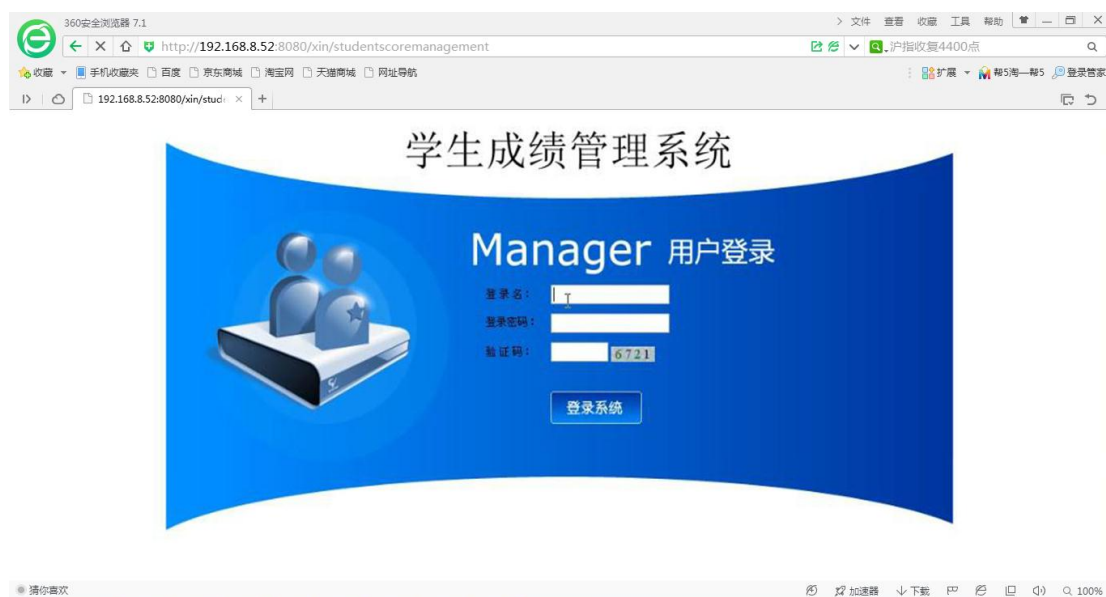 360安全浏览器 7.1
文件 查看 收藏 工具 帮助
http://192.168.8.52:8080/xin/studentscoremanagement
沪指收复4400点
收藏 手机收藏夹 百度 京东商城 淘宝网 天猫商城 网址导航
扩展 帮5淘—帮5 登录管家
192.168.8.52:8080/xin/stude
学生成绩管理系统
Manager 用户登录
登录名：
登录密码：
验证码： 6721
登录系统
猜你喜欢
加速器 下载 100%